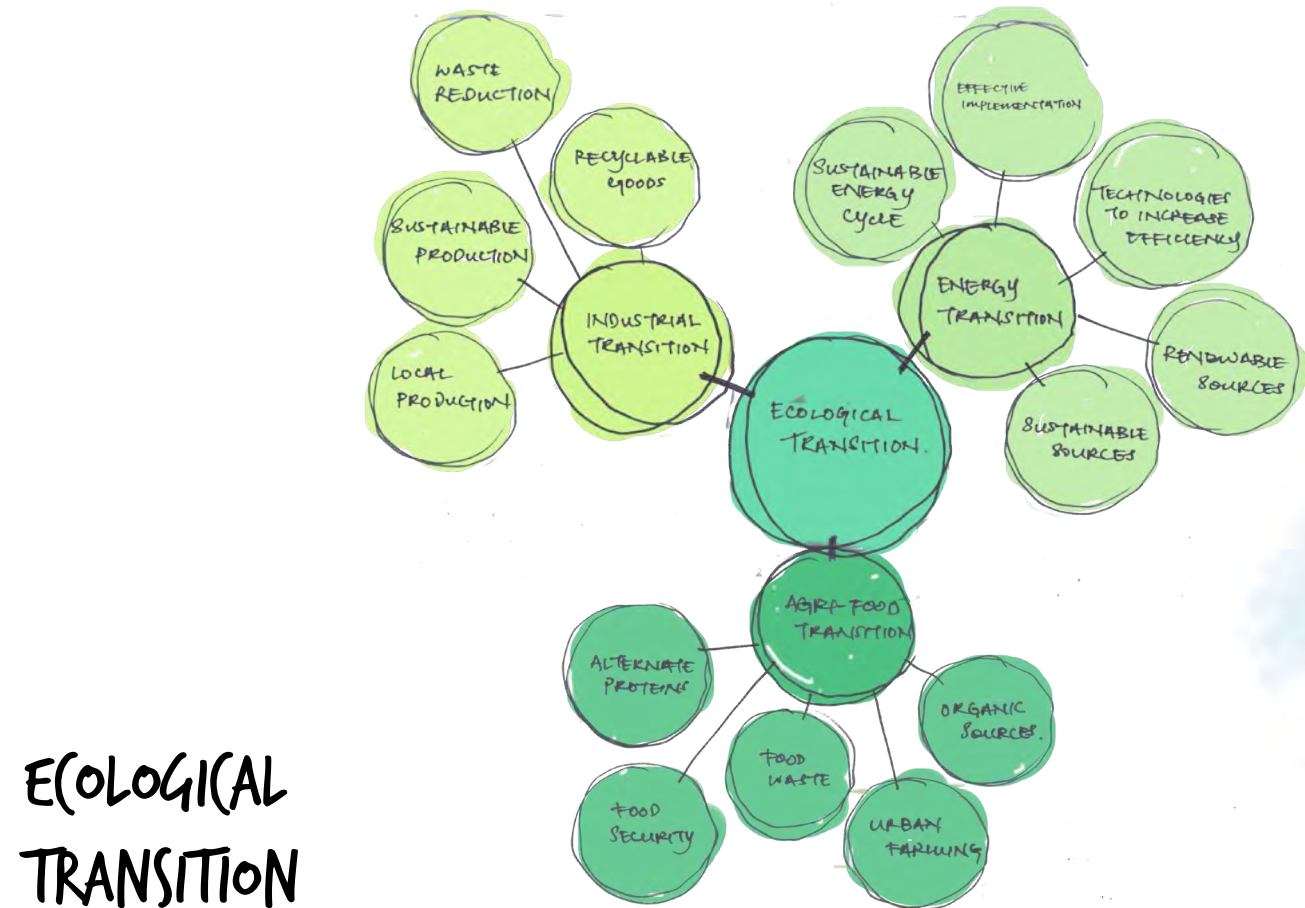 WASTE
REDUCTION
RECYCLABLE
GOODS
SUSTAINABLE
PRODUCTION
LOCAL
PRODUCTION
INDUSTRIAL
TRANSITION
EFFECTIVE
IMPLEMENTATION
SUSTAINABLE
ENERGY
CYCLE
TECHNOLOGIES
TO INCREASE
EFFICIENCY
ENERGY
TRANSITION
RENEWABLE
SOURCES
SUSTAINABLE
SOURCES
ECOLOGICAL
TRANSITION.
AGRA-FOOD
TRANSITION
ALTERNATE
PROTEINS
ORGANIC
SOURCES.
FOOD
WASTE
FOOD
SECURITY
URBAN
FARMING
ECOLOGICAL
TRANSITION